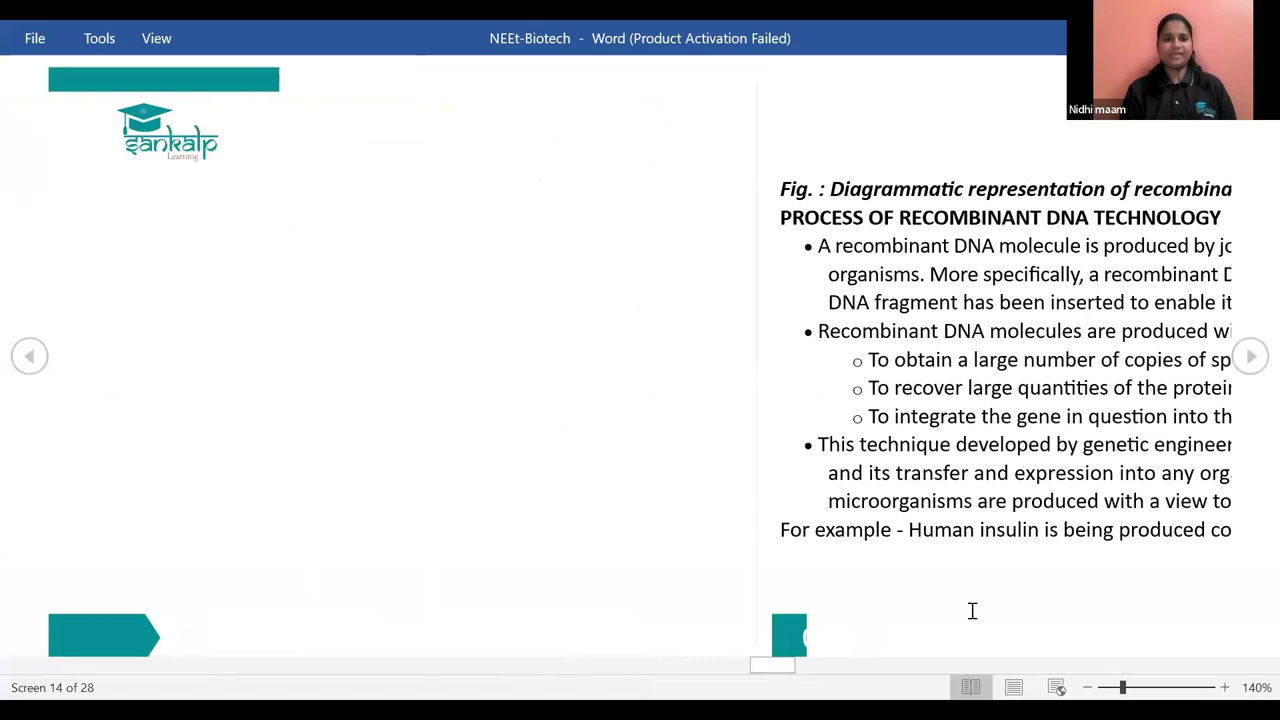 File Tools View NEEt-Biotech - Word (Product Activation Failed)
Nidhi maam
sankalp
Learning
Fig. : Diagrammatic representation of recombina
PROCESS OF RECOMBINANT DNA TECHNOLOGY
• A recombinant DNA molecule is produced by jo
organisms. More specifically, a recombinant D
DNA fragment has been inserted to enable it
• Recombinant DNA molecules are produced wi
o To obtain a large number of copies of sp
o To recover large quantities of the protein
o To integrate the gene in question into th
• This technique developed by genetic engineer
and its transfer and expression into any org
microorganisms are produced with a view to
For example - Human insulin is being produced co
Screen 14 of 28
140%